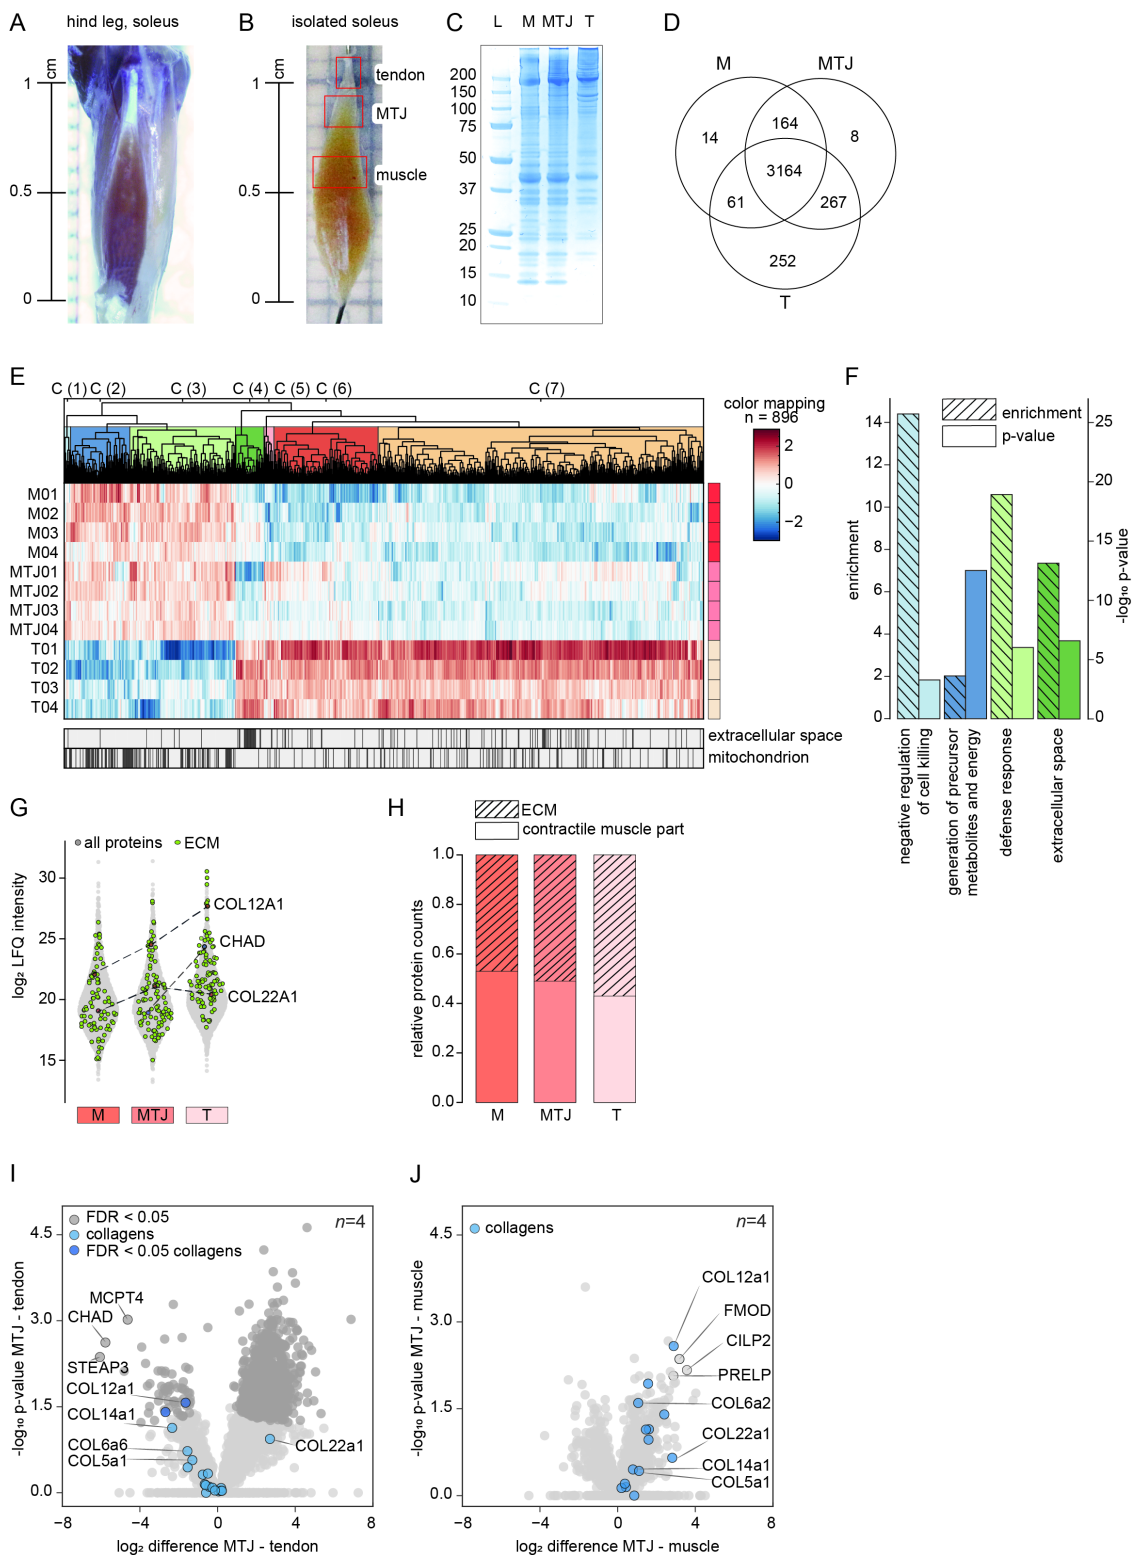 A
hind leg, soleus
cm
1
0.5
0
B
isolated soleus
cm
1
0.5
0
tendon
MTJ
muscle
C
L M MTJ T
200
150
100
75
50
37
25
20
15
10
D
M MTJ
14 164 8
3164
61 267
252
T
E
C (1) C (2) C (3) C (4) C (5) C (6) C (7)
color mapping
n = 896
2
0
−2
M01
M02
M03
M04
MTJ01
MTJ02
MTJ03
MTJ04
T01
T02
T03
T04
extracellular space
mitochondrion
F
enrichment
p-value
enrichment
14
12
10
8
6
4
2
0
-log₁₀ p-value
−25
−20
−15
−10
−5
−0
negative regulation
of cell killing
generation of precursor
metabolites and energy
defense response
extracellular space
G
all proteins ECM
log₂ LFQ intensity
30
25
20
15
COL12A1
CHAD
COL22A1
M MTJ T
H
ECM
contractile muscle part
relative protein counts
1.0
0.8
0.6
0.4
0.2
0.0
M MTJ T
I
FDR < 0.05
collagens
FDR < 0.05 collagens
n=4
-log₁₀ p-value MTJ - tendon
4.5
3.0
1.5
0.0
MCPT4
CHAD
STEAP3
COL12a1
COL14a1
COL6a6
COL5a1
COL22a1
−8 −4 0 4 8
log₂ difference MTJ - tendon
J
collagens
n=4
-log₁₀ p-value MTJ - muscle
4.5
3.0
1.5
0.0
COL12a1
FMOD
CILP2
PRELP
COL6a2
COL22a1
COL14a1
COL5a1
−8 −4 0 4 8
log₂ difference MTJ - muscle